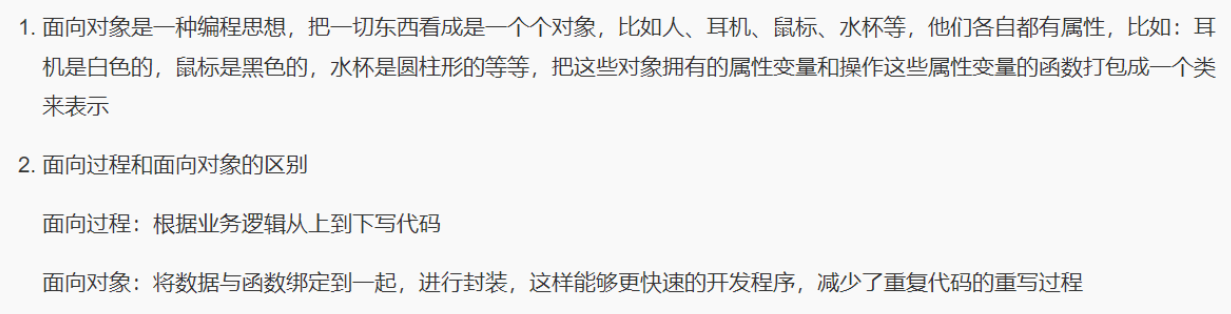 1. 面向对象是一种编程思想，把一切东西看成是一个个对象，比如人、耳机、鼠标、水杯等，他们各自都有属性，比如：耳
机是白色的，鼠标是黑色的，水杯是圆柱形的等等，把这些对象拥有的属性变量和操作这些属性变量的函数打包成一个类
来表示
2. 面向过程和面向对象的区别
面向过程：根据业务逻辑从上到下写代码
面向对象：将数据与函数绑定到一起，进行封装，这样能够更快速的开发程序，减少了重复代码的重写过程